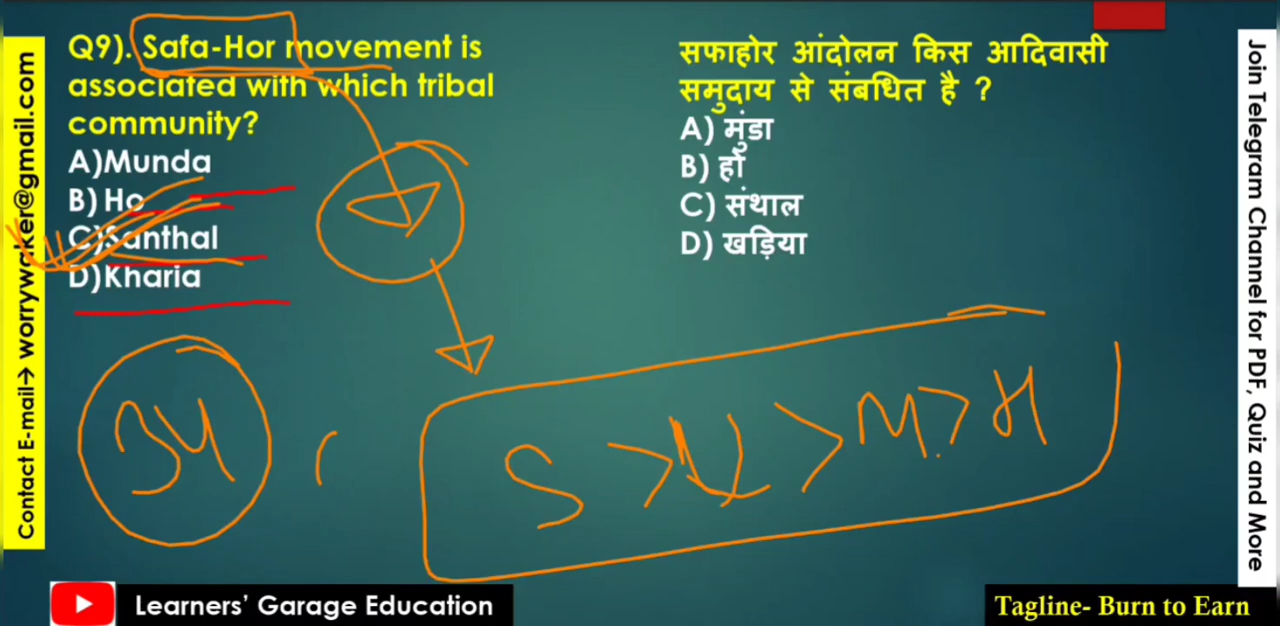 Q9). Safa-Hor movement is
associated with which tribal
community?
A)Munda
B) Ho
C)Santhal
D)Kharia
सफाहोर आंदोलन किस आदिवासी
समुदाय से संबधित है ?
A) मुंडा
B) हो
C) संथाल
D) खड़िया
S > > M > H
Contact E-mail→ worrywalker@gmail.com
Join Telegram Channel for PDF, Quiz and More
Learners' Garage Education
Tagline- Burn to Earn